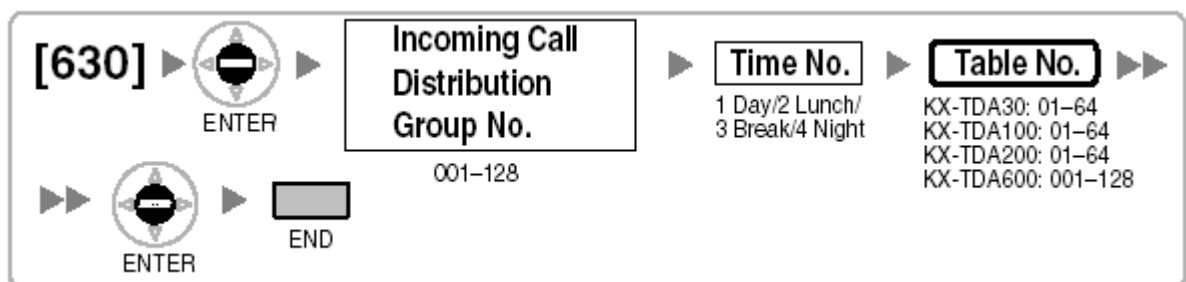 [630]
ENTER
Incoming Call
Distribution
Group No.
001–128
Time No.
1 Day/2 Lunch/
3 Break/4 Night
Table No.
KX-TDA30: 01–64
KX-TDA100: 01–64
KX-TDA200: 01–64
KX-TDA600: 001–128
ENTER
END